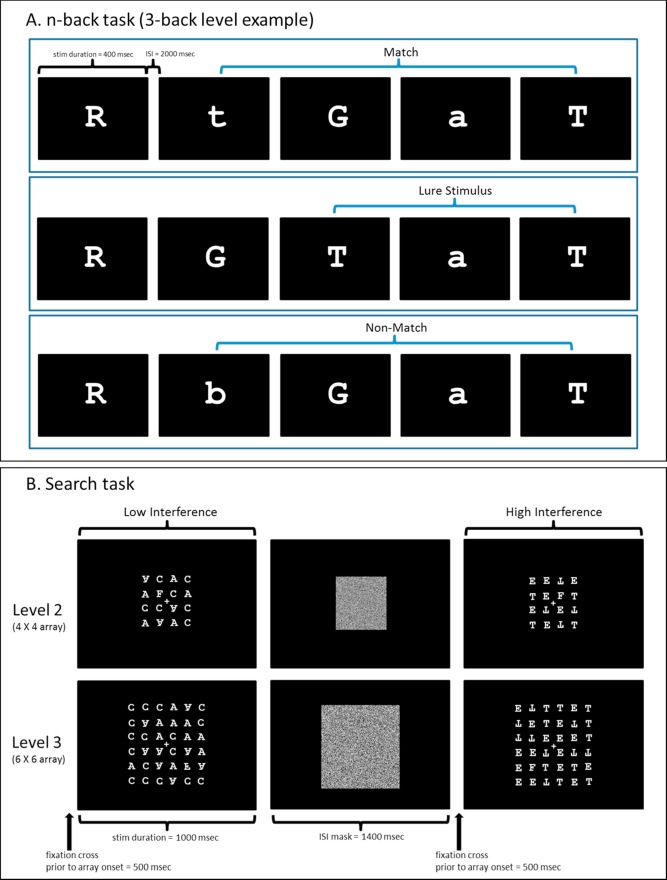 A. n-back task (3-back level example)
stim duration = 400 msec
ISI = 2000 msec
Match
R t G a T
Lure Stimulus
R G T a T
Non-Match
R b G a T
B. Search task
Low Interference
High Interference
Level 2
(4 X 4 array)
Ɐ C A C
A F C A
+
C C Ɐ C
A Ɐ A C
E E ⊥ E
T E F T
+
E ⊥ E T
T E ⊥ T
Level 3
(6 X 6 array)
C C C A Ɐ C
C Ɐ A A A C
C C A C A A
+
C A Ɐ C Ɐ A
A C
C C C Ɐ C C
E ⊥ T T E T
⊥ E T E ⊥ T
⊥ ⊥ E E E T
+
E E ⊥ E T
E F T E T E
E E ⊥ T E T
stim duration = 1000 msec
ISI mask = 1400 msec
fixation cross
prior to array onset = 500 msec
fixation cross
prior to array onset = 500 msec